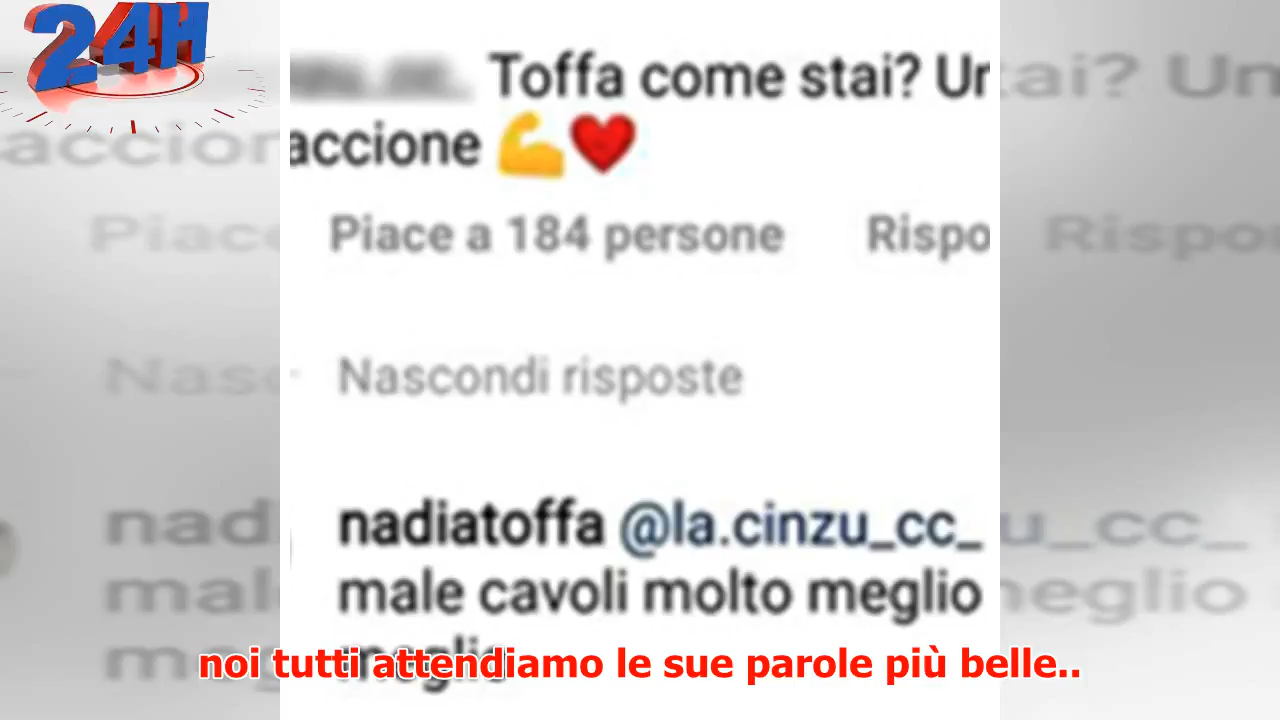 24H
Toffa come stai? Un
accione 💪❤️
Piace a 184 persone Rispo
Nascondi risposte
nadiatoffa @la.cinzu_cc_
male cavoli molto meglio
meglio
noi tutti attendiamo le sue parole più belle..